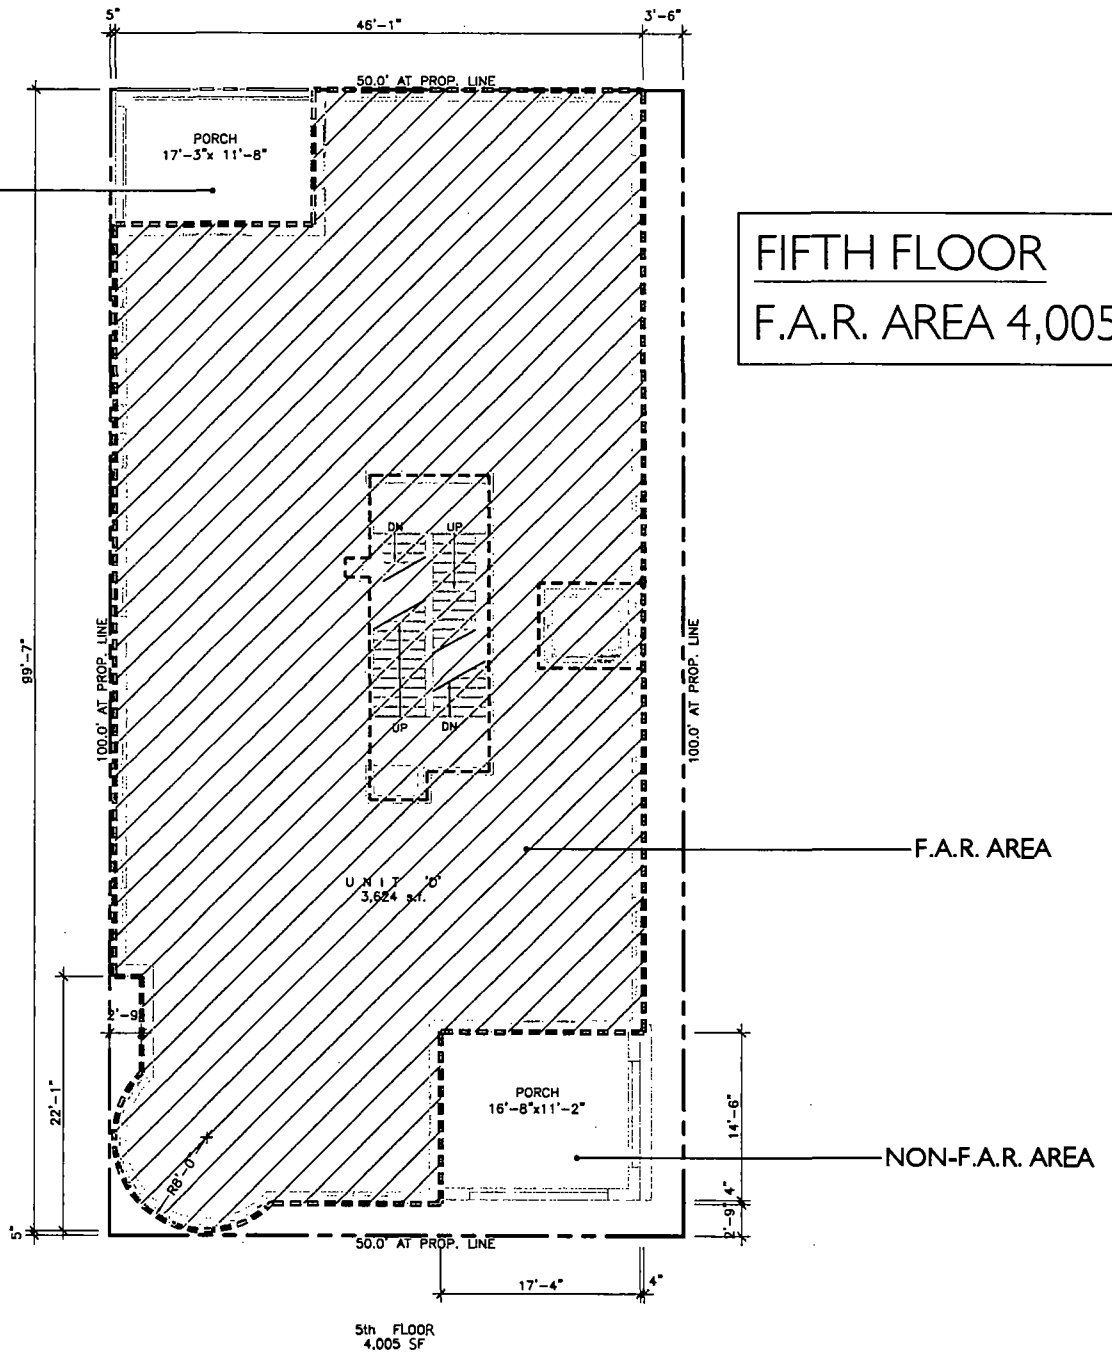 5" 46'-1" 3'-6"
50.0' AT PROP. LINE
PORCH
17'-3"x 11'-8"
FIFTH FLOOR
F.A.R. AREA 4,005
DN UP
99'-7"
100.0' AT PROP. LINE
100.0' AT PROP. LINE
UP DN
F.A.R. AREA
UNIT 'D'
3,624 s.f.
2'-9"
22'-1"
PORCH
16'-8"x11'-2"
14'-6"
R8'-0"
NON-F.A.R. AREA
4"
2'-9"
5"
50.0' AT PROP. LINE
17'-4" 4"
5th FLOOR
4,005 SF